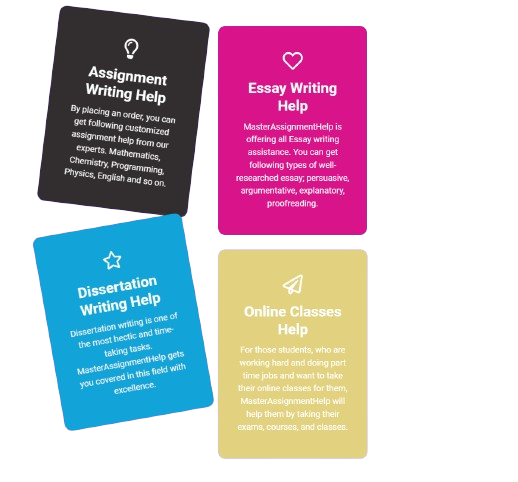 Assignment
Writing Help
By placing an order, you can
get following customized
assignment help from our
experts. Mathematics,
Chemistry, Programming,
Physics, English and so on.
Essay Writing
Help
MasterAssignmentHelp is
offering all Essay writing
assistance. You can get
following types of well-
researched essay; persuasive,
argumentative, explanatory,
proofreading.
Dissertation
Writing Help
Dissertation writing is one of
the most hectic and time-
taking tasks.
MasterAssignmentHelp gets
you covered in this field with
excellence.
Online Classes
Help
For those students, who are
working hard and doing part
time jobs and want to take
their online classes for them,
MasterAssignmentHelp will
help them by taking their
exams, courses, and classes.